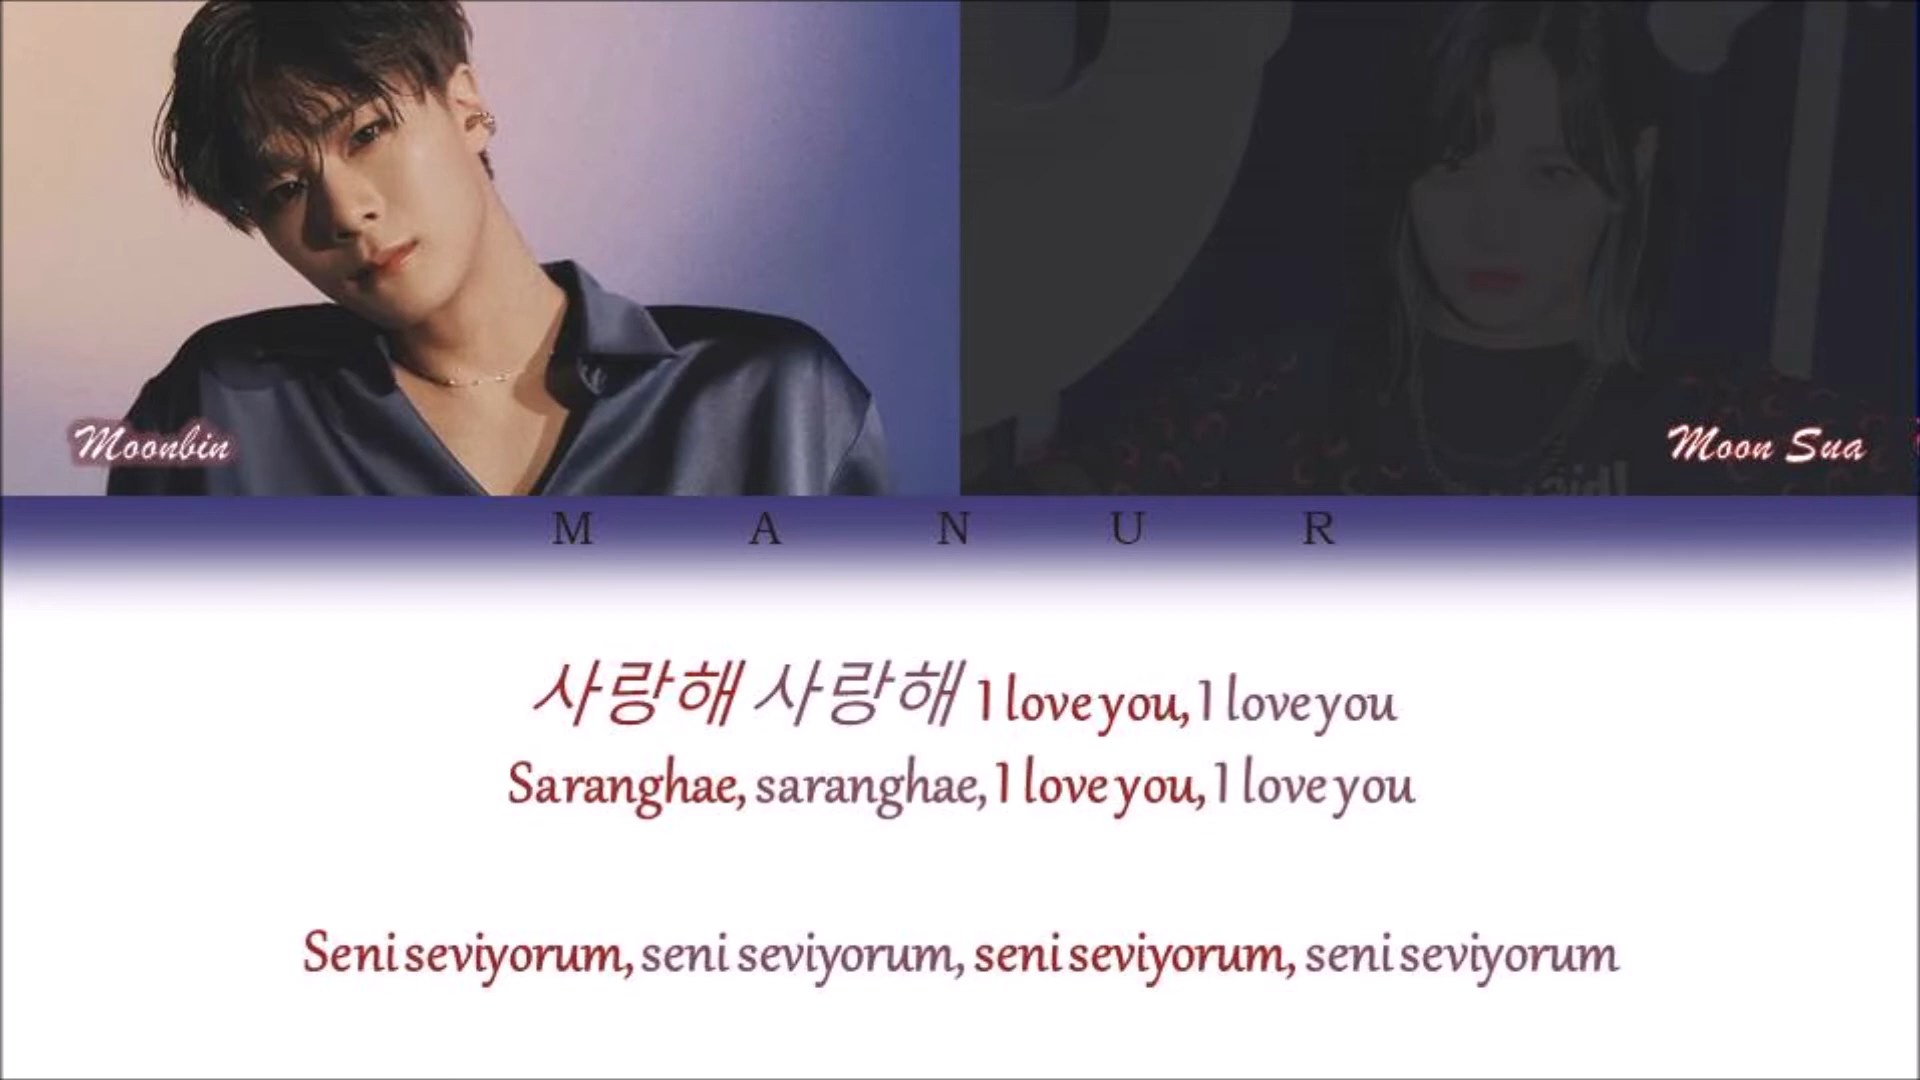 Moonbin
Moon Sua
M A N U R
사랑해 사랑해 I love you, I love you
Saranghae, saranghae, I love you, I love you
Seni seviyorum, seni seviyorum, seni seviyorum, seni seviyorum